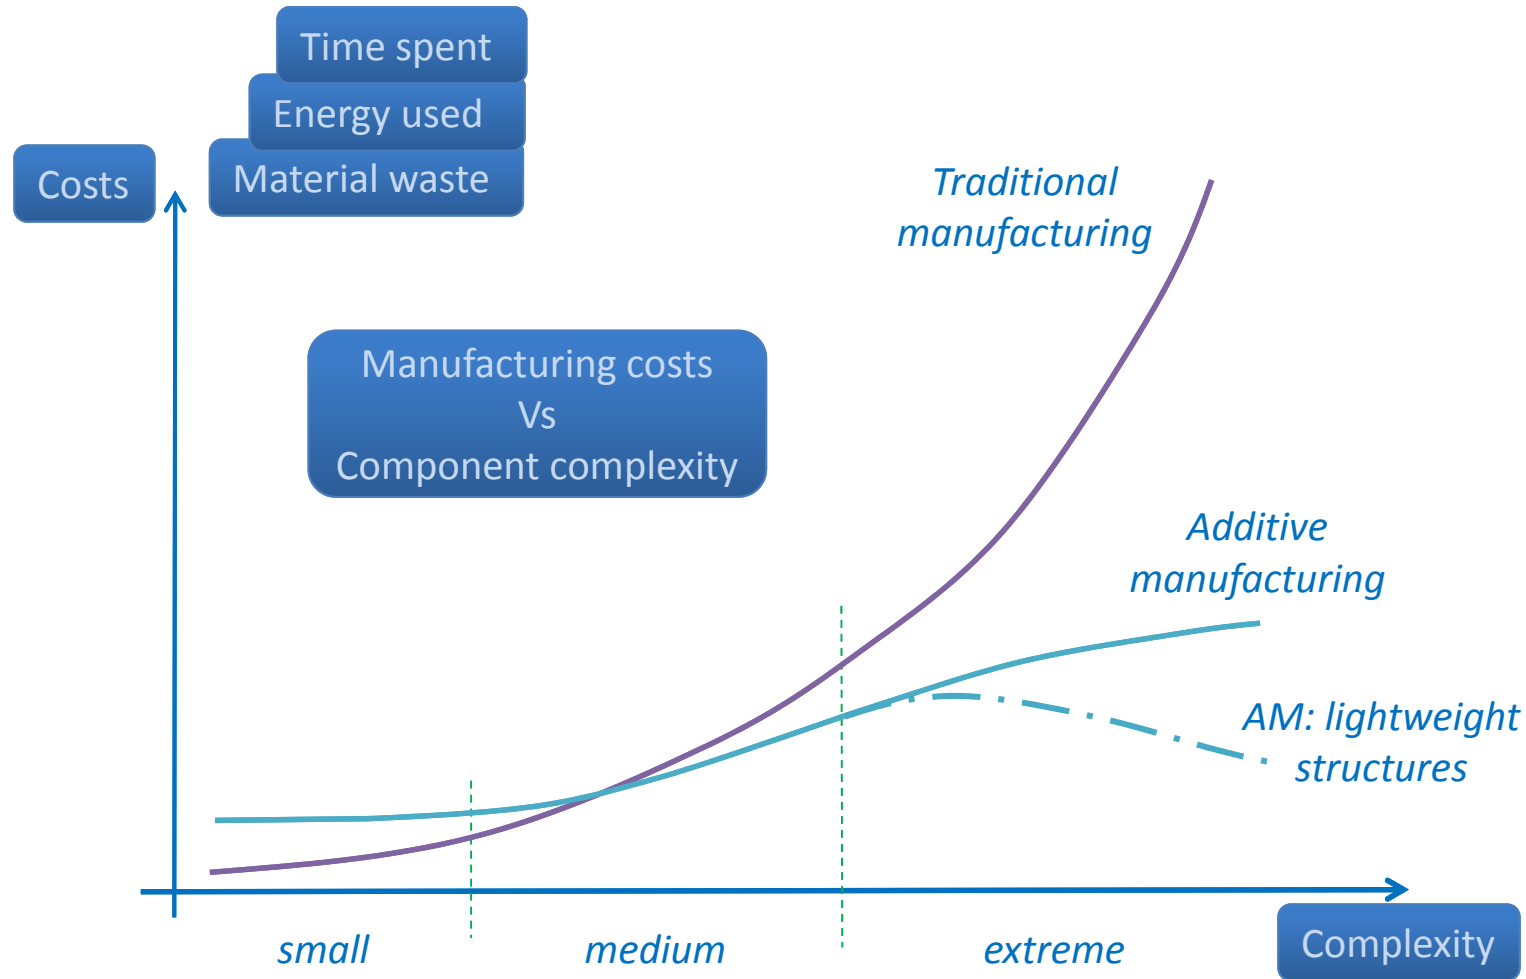 Time spent
Energy used
Material waste
Costs
Traditional
manufacturing
Manufacturing costs
Vs
Component complexity
Additive
manufacturing
AM: lightweight
structures
small
medium
extreme
Complexity